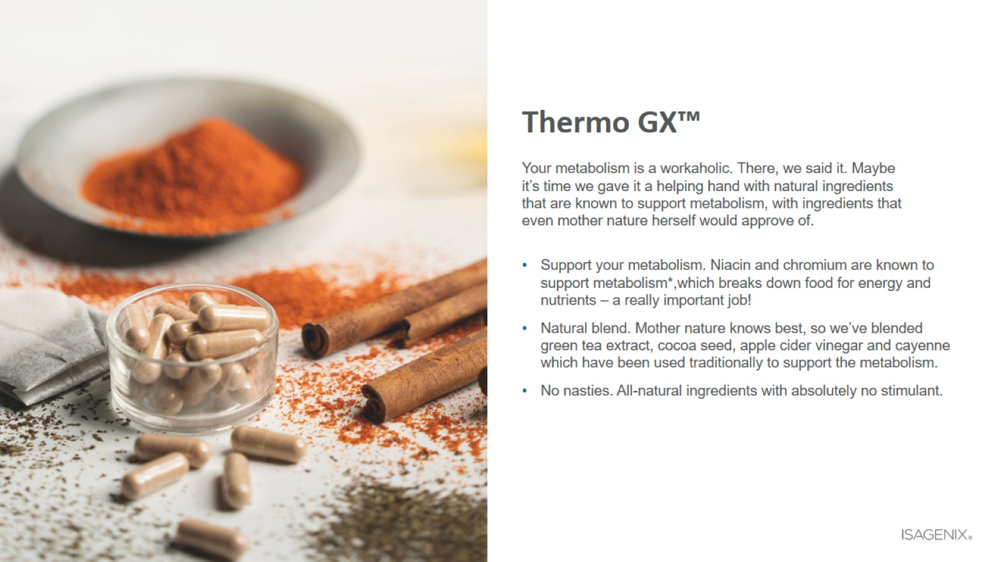 Thermo GX™
Your metabolism is a workaholic. There, we said it. Maybe
it’s time we gave it a helping hand with natural ingredients
that are known to support metabolism, with ingredients that
even mother nature herself would approve of.
• Support your metabolism. Niacin and chromium are known to
support metabolism*,which breaks down food for energy and
nutrients – a really important job!
• Natural blend. Mother nature knows best, so we’ve blended
green tea extract, cocoa seed, apple cider vinegar and cayenne
which have been used traditionally to support the metabolism.
• No nasties. All-natural ingredients with absolutely no stimulant.
ISAGENIX®